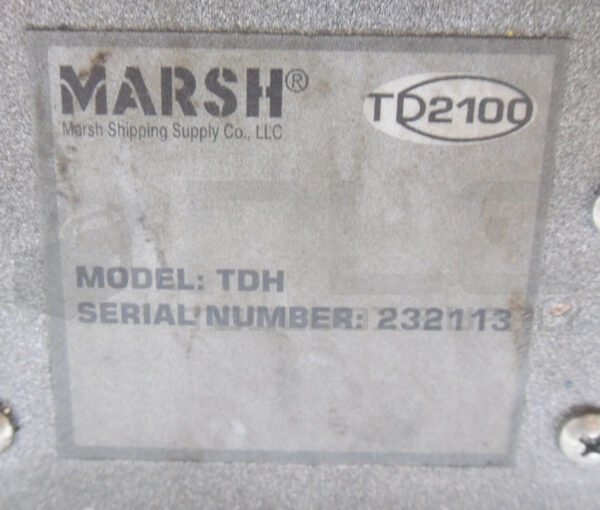 MARSH®
Marsh Shipping Supply Co., LLC
TD2100
MODEL: TDH
SERIAL NUMBER: 232113